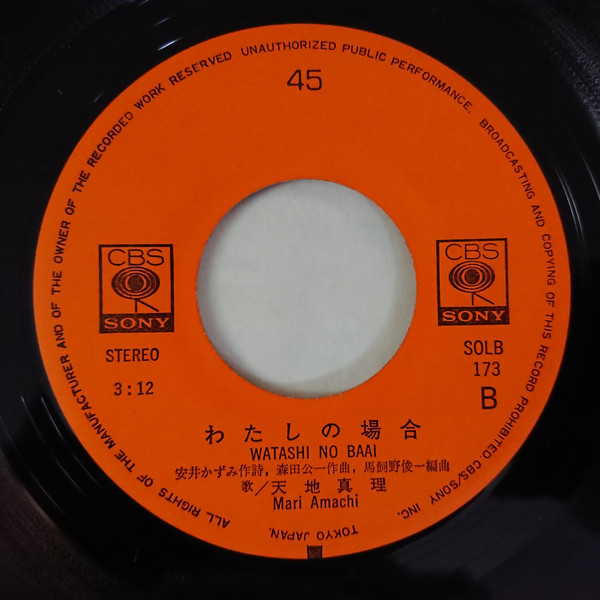 ALL RIGHTS OF THE MANUFACTURER AND OF THE OWNER OF THE RECORDED WORK RESERVED UNAUTHORIZED PUBLIC PERFORMANCE. BROADCASTING AND COPYING OF THIS RECORD PROHIBITED. CBS/SONY INC. TOKYO JAPAN.
45
CBS
SONY
CBS
SONY
STEREO
3:12
SOLB
173
B
わたしの場合
WATASHI NO BAAI
安井かずみ作詩, 森田公一作曲, 馬飼野俊一編曲
歌/天地真理
Mari Amachi